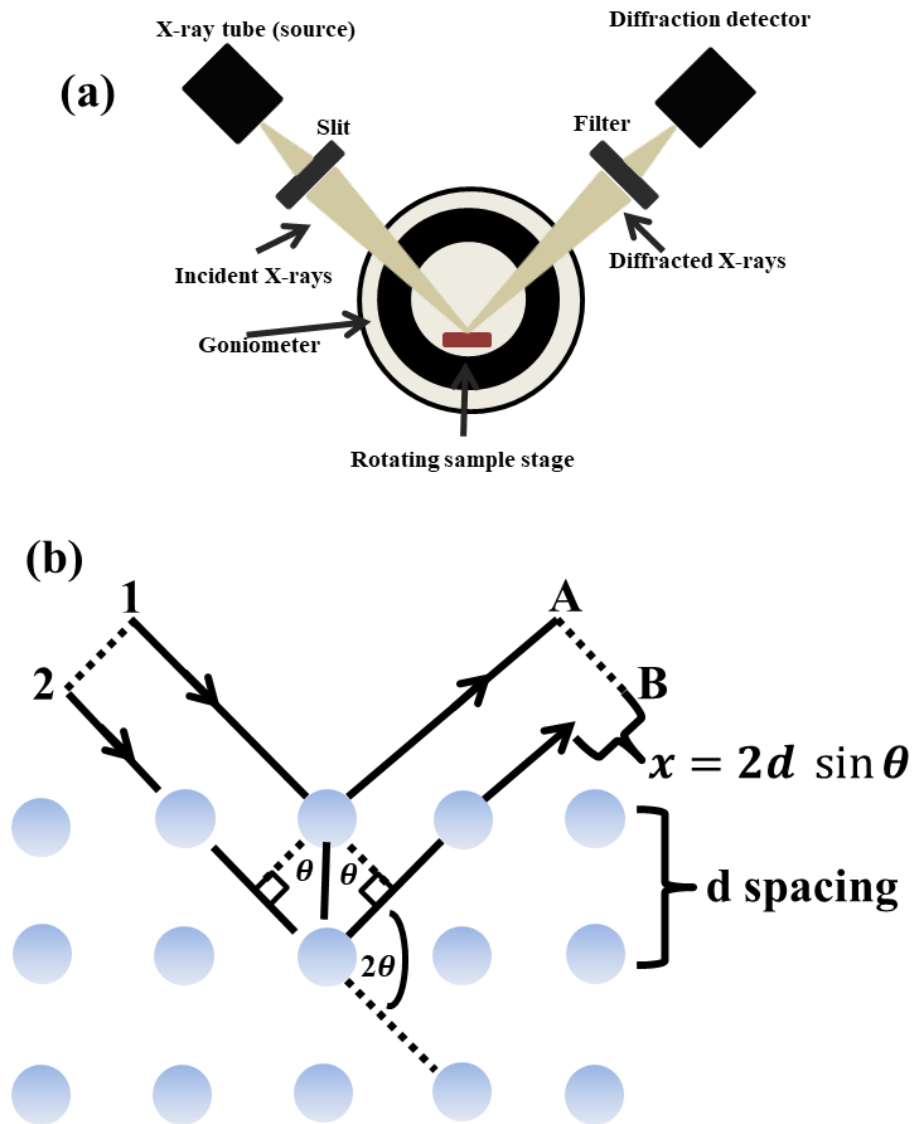 X-ray tube (source)
Diffraction detector
(a)
Slit
Filter
Incident X-rays
Diffracted X-rays
Goniometer
Rotating sample stage
(b)
1
A
2
B
x = 2d sin θ
θ
θ
d spacing
2θ